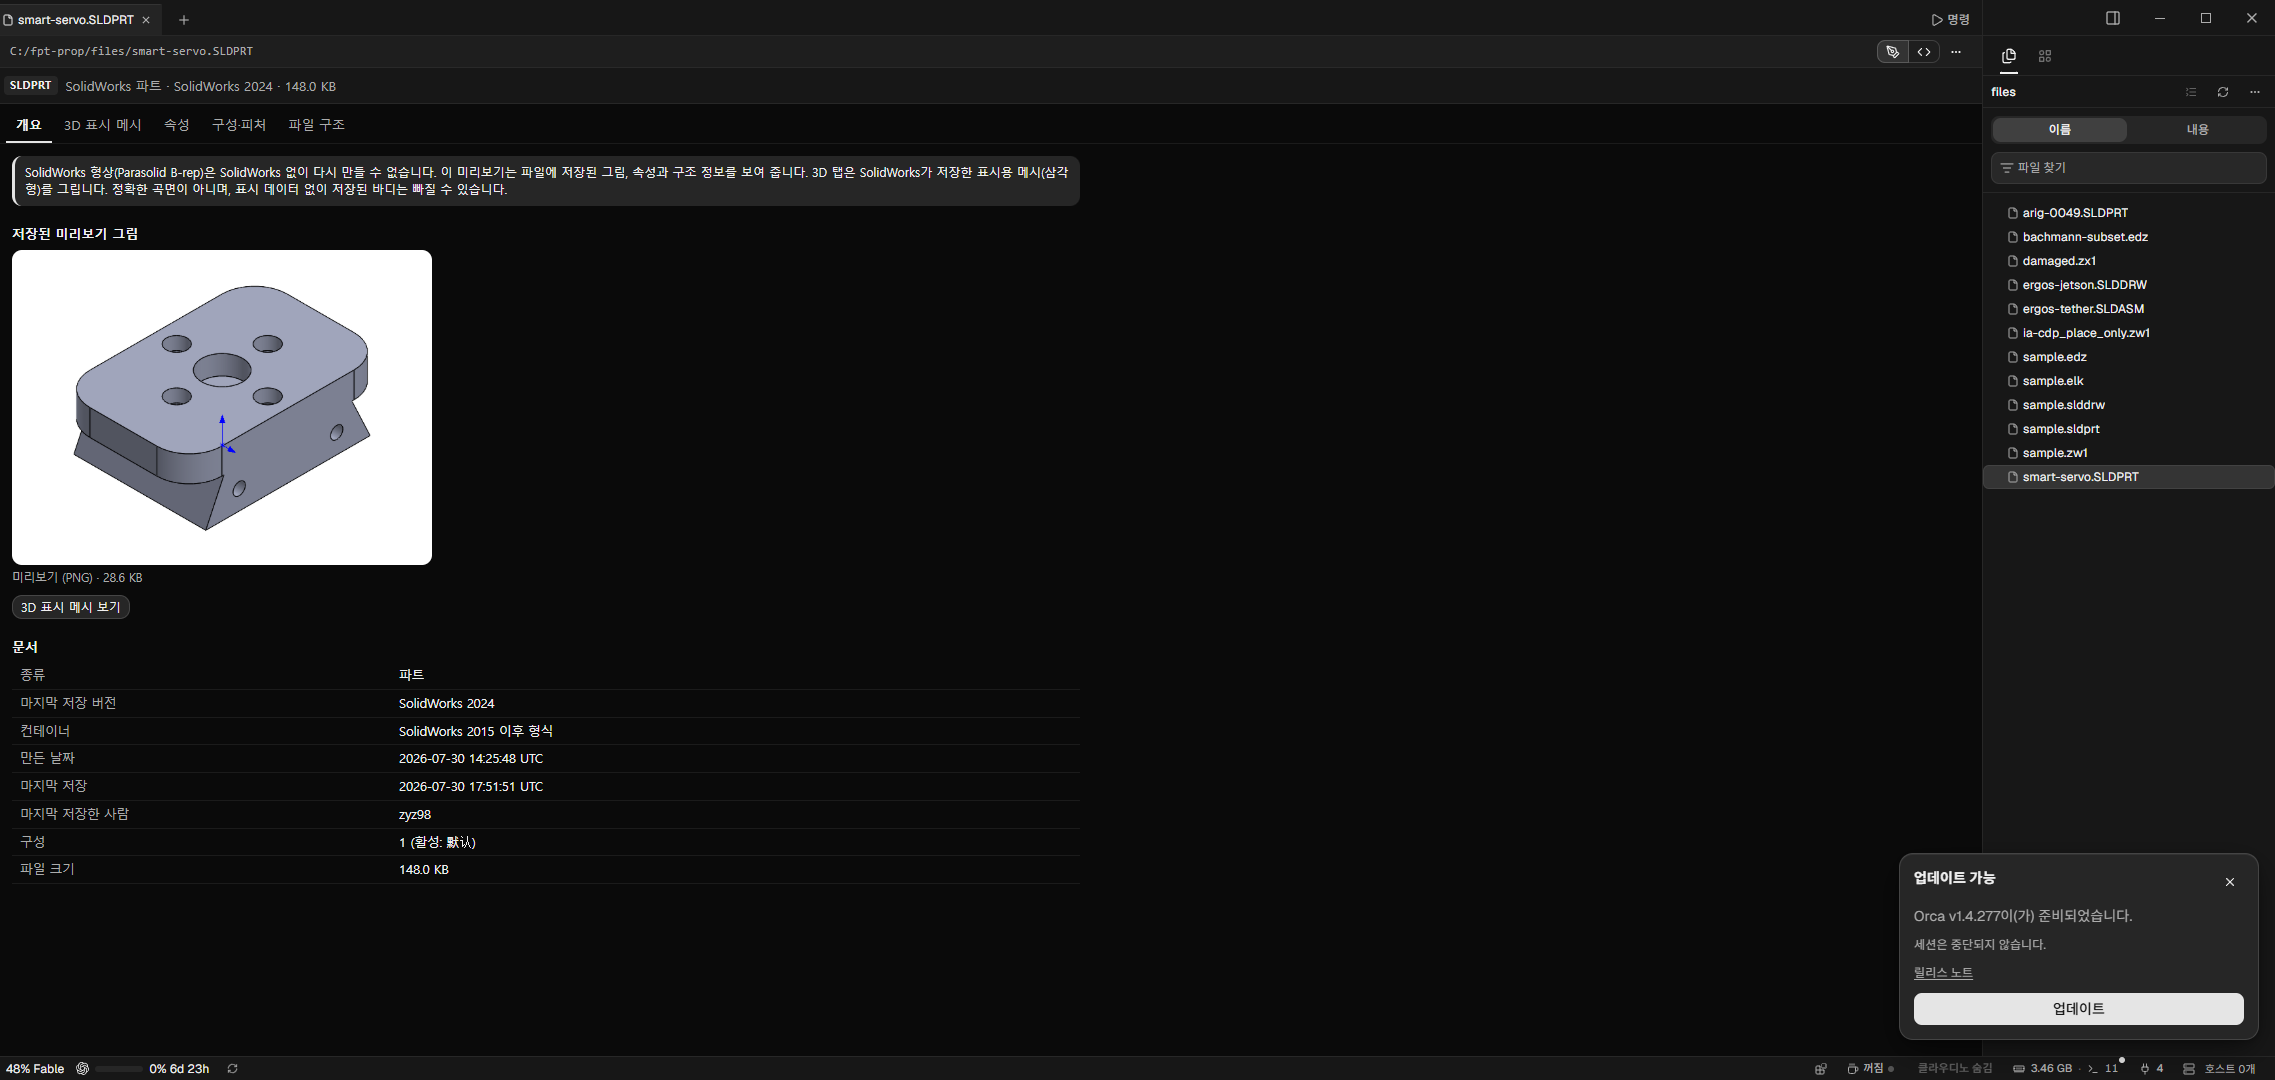 smart-servo.SLDPRT
명령
C:/fpt-prop/files/smart-servo.SLDPRT
SLDPRT SolidWorks 파트 · SolidWorks 2024 · 148.0 KB
개요 3D 표시 메시 속성 구성·피처 파일 구조
SolidWorks 형상(Parasolid B-rep)은 SolidWorks 없이 다시 만들 수 없습니다. 이 미리보기는 파일에 저장된 그림, 속성과 구조 정보를 보여 줍니다. 3D 탭은 SolidWorks가 저장한 표시용 메시(삼각
형)를 그립니다. 정확한 곡면이 아니며, 표시 데이터 없이 저장된 바디는 빠질 수 있습니다.
저장된 미리보기 그림
미리보기 (PNG) · 28.6 KB
3D 표시 메시 보기
문서
종류 파트
마지막 저장 버전 SolidWorks 2024
컨테이너 SolidWorks 2015 이후 형식
만든 날짜 2026-07-30 14:25:48 UTC
마지막 저장 2026-07-30 17:51:51 UTC
마지막 저장한 사람 zyz98
구성 1 (활성: 默认)
파일 크기 148.0 KB
files
이름 내용
파일 찾기
arig-0049.SLDPRT
bachmann-subset.edz
damaged.zx1
ergos-jetson.SLDDRW
ergos-tether.SLDASM
ia-cdp_place_only.zw1
sample.edz
sample.elk
sample.slddrw
sample.sldprt
sample.zw1
smart-servo.SLDPRT
업데이트 가능
Orca v1.4.277이(가) 준비되었습니다.
세션은 중단되지 않습니다.
릴리스 노트
업데이트
48% Fable 0% 6d 23h
꺼짐 클라우디노 숨김 3.46 GB · 11 4 호스트 0개